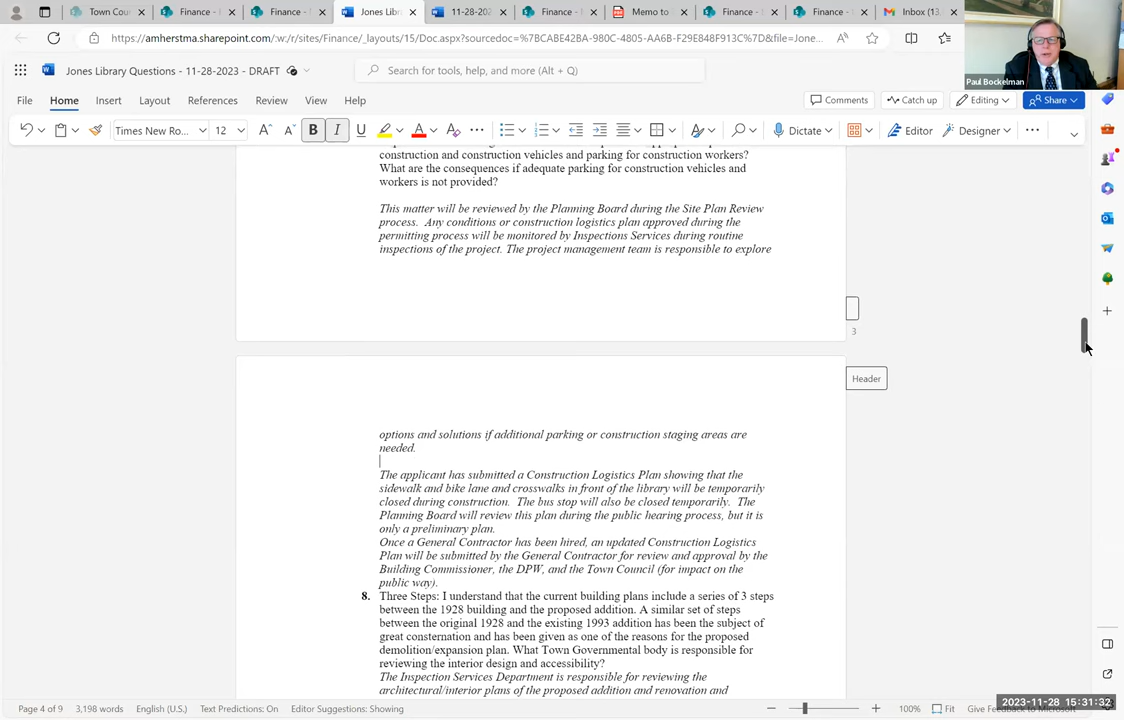 Town Coun
Finance -
Finance -
Jones Libr
11-28-202
Finance -
Memo to
Finance -
Finance -
Inbox (13,
https://amherstma.sharepoint.com/:w:/r/sites/Finance/_layouts/15/Doc.aspx?sourcedoc=%7BCABE42BA-980C-4805-AA6B-F29E848F913C%7D&file=Jone...
Paul Bockelman
Jones Library Questions - 11-28-2023 - DRAFT
Search for tools, help, and more (Alt + Q)
File Home Insert Layout References Review View Help
Comments Catch up Editing Share
Times New Ro... 12 B I U A Dictate Editor Designer
construction and construction vehicles and parking for construction workers?
What are the consequences if adequate parking for construction vehicles and
workers is not provided?
This matter will be reviewed by the Planning Board during the Site Plan Review
process. Any conditions or construction logistics plan approved during the
permitting process will be monitored by Inspections Services during routine
inspections of the project. The project management team is responsible to explore
3
Header
options and solutions if additional parking or construction staging areas are
needed.
The applicant has submitted a Construction Logistics Plan showing that the
sidewalk and bike lane and crosswalks in front of the library will be temporarily
closed during construction. The bus stop will also be closed temporarily. The
Planning Board will review this plan during the public hearing process, but it is
only a preliminary plan.
Once a General Contractor has been hired, an updated Construction Logistics
Plan will be submitted by the General Contractor for review and approval by the
Building Commissioner, the DPW, and the Town Council (for impact on the
public way).
8. Three Steps: I understand that the current building plans include a series of 3 steps
between the 1928 building and the proposed addition. A similar set of steps
between the original 1928 and the existing 1993 addition has been the subject of
great consternation and has been given as one of the reasons for the proposed
demolition/expansion plan. What Town Governmental body is responsible for
reviewing the interior design and accessibility?
The Inspection Services Department is responsible for reviewing the
architectural/interior plans of the proposed addition and renovation and
Page 4 of 9 3,198 words English (U.S.) Text Predictions: On Editor Suggestions: Showing
100% Fit Give Feedback to Microsoft
2023-11-28 15:31:32